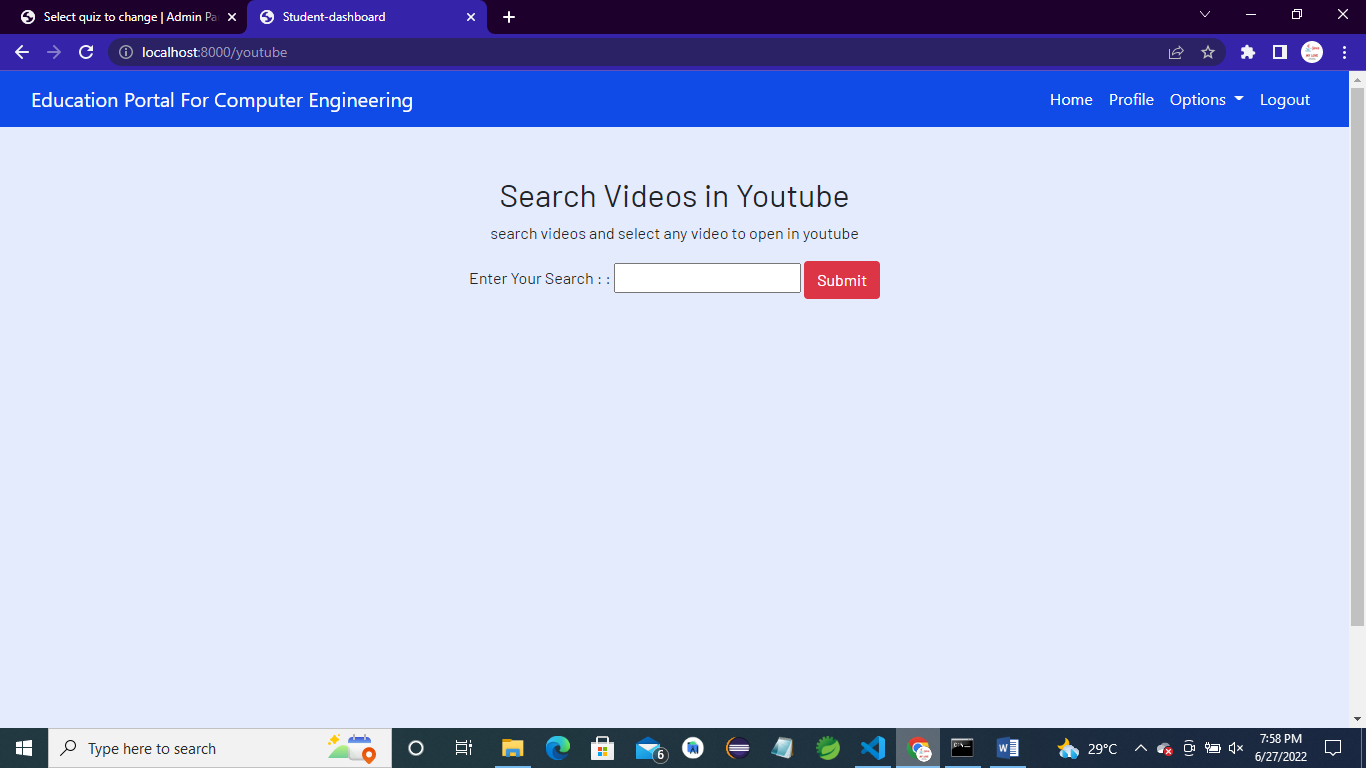 Select quiz to change | Admin Pa
Student-dashboard
localhost:8000/youtube
Education Portal For Computer Engineering
Home Profile Options Logout
Search Videos in Youtube
search videos and select any video to open in youtube
Enter Your Search : :
Submit
Type here to search
6
29°C
7:58 PM
6/27/2022